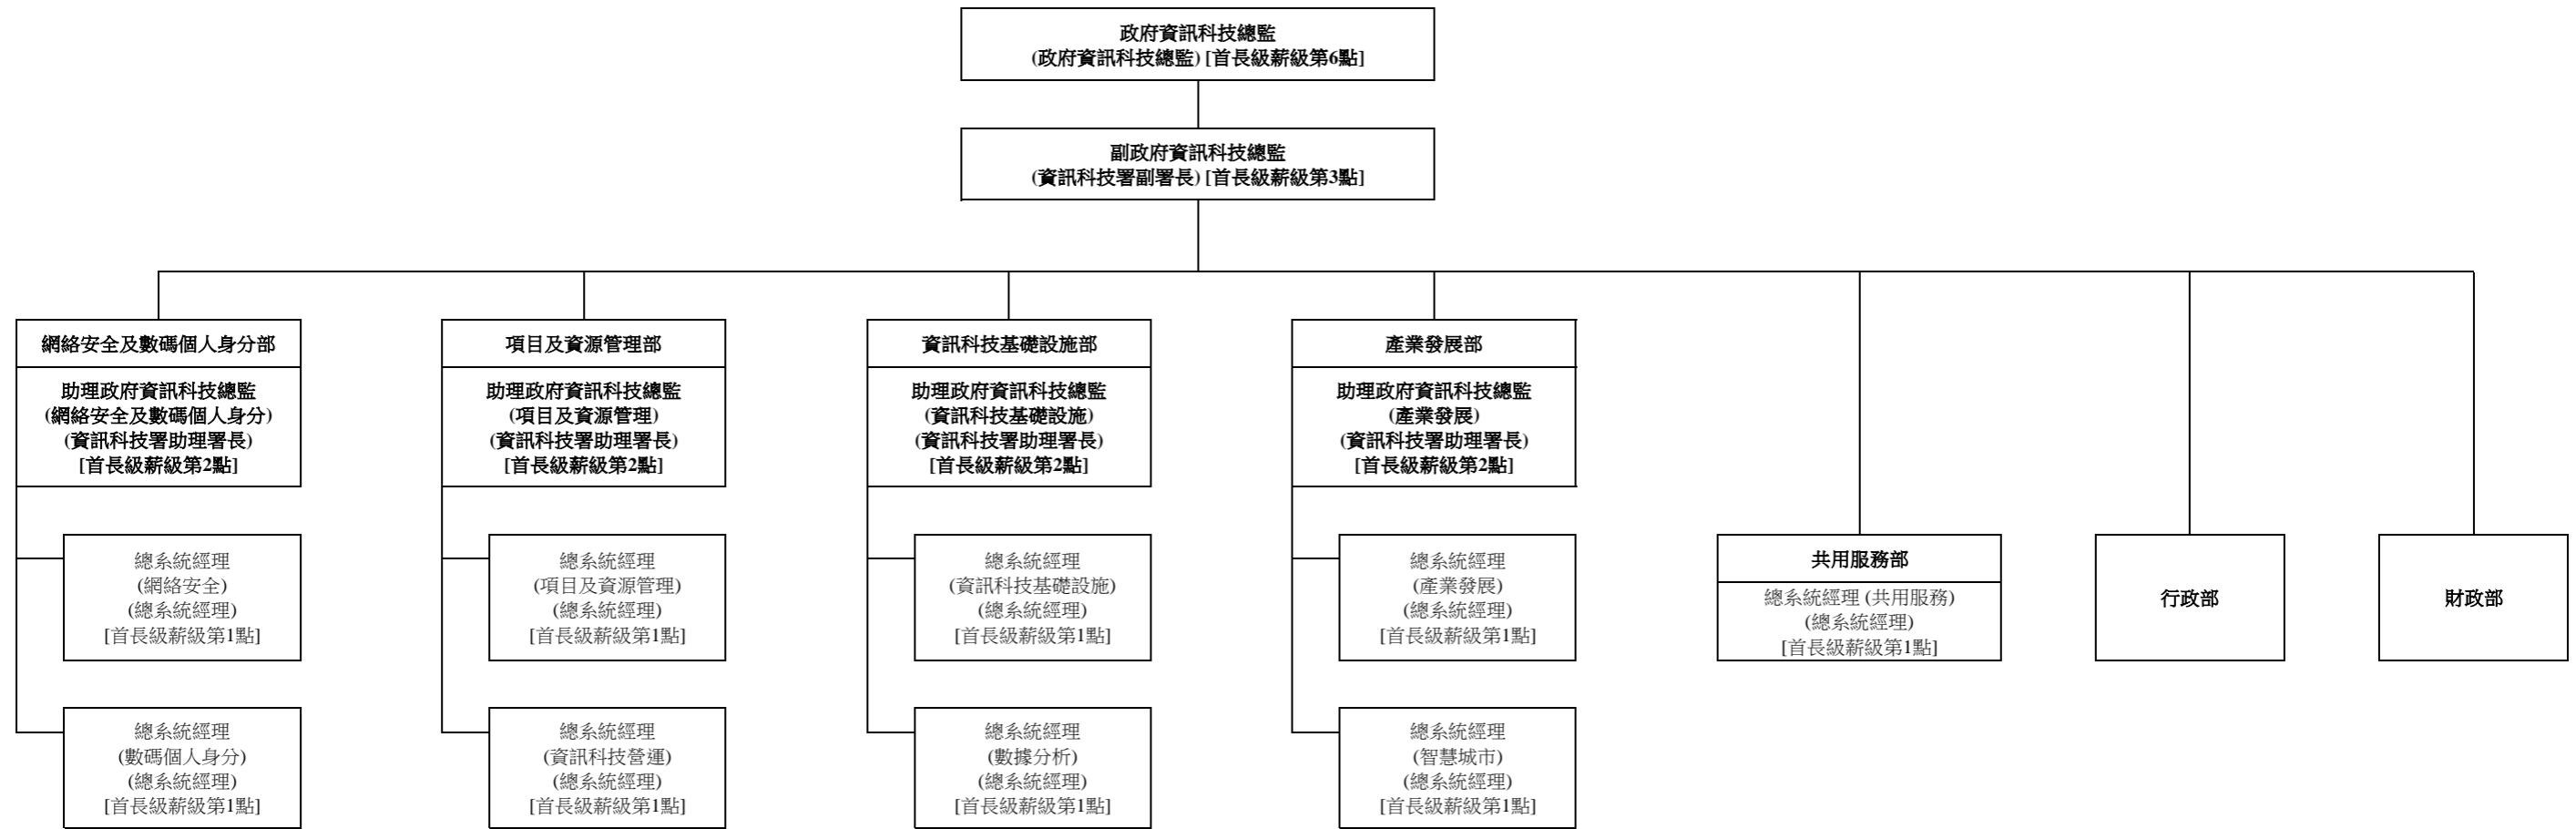 政府資訊科技總監
(政府資訊科技總監) [首長級薪級第6點]
副政府資訊科技總監
(資訊科技署副署長) [首長級薪級第3點]
網絡安全及數碼個人身分部
助理政府資訊科技總監
(網絡安全及數碼個人身分)
(資訊科技署助理署長)
[首長級薪級第2點]
總系統經理
(網絡安全)
(總系統經理)
[首長級薪級第1點]
總系統經理
(數碼個人身分)
(總系統經理)
[首長級薪級第1點]
項目及資源管理部
助理政府資訊科技總監
(項目及資源管理)
(資訊科技署助理署長)
[首長級薪級第2點]
總系統經理
(項目及資源管理)
(總系統經理)
[首長級薪級第1點]
總系統經理
(資訊科技營運)
(總系統經理)
[首長級薪級第1點]
資訊科技基礎設施部
助理政府資訊科技總監
(資訊科技基礎設施)
(資訊科技署助理署長)
[首長級薪級第2點]
總系統經理
(資訊科技基礎設施)
(總系統經理)
[首長級薪級第1點]
總系統經理
(數據分析)
(總系統經理)
[首長級薪級第1點]
產業發展部
助理政府資訊科技總監
(產業發展)
(資訊科技署助理署長)
[首長級薪級第2點]
總系統經理
(產業發展)
(總系統經理)
[首長級薪級第1點]
總系統經理
(智慧城市)
(總系統經理)
[首長級薪級第1點]
共用服務部
總系統經理 (共用服務)
(總系統經理)
[首長級薪級第1點]
行政部
財政部